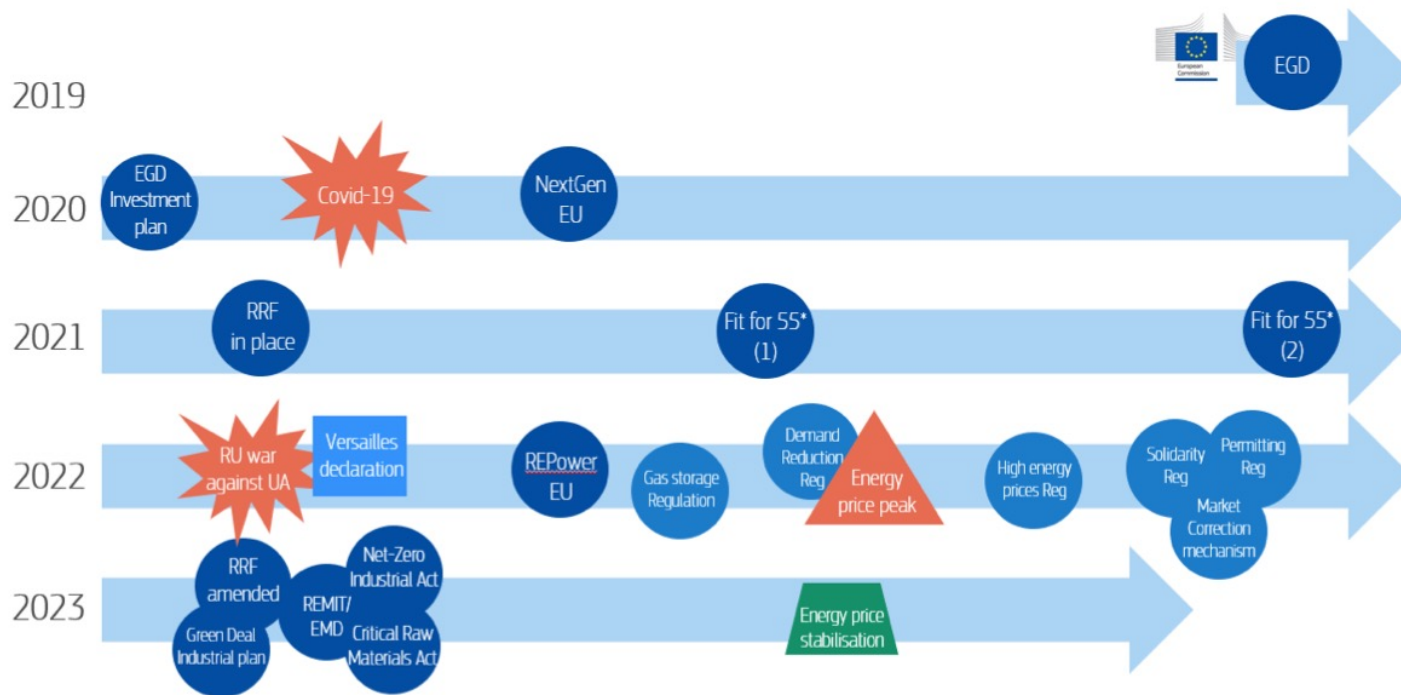 2019
European
Commission
EGD
2020
EGD
Investment
plan
Covid-19
NextGen
EU
2021
RRF
in place
Fit for 55*
(1)
Fit for 55*
(2)
2022
RU war
against UA
Versailles
declaration
REPower
EU
Gas storage
Regulation
Demand
Reduction
Reg
Energy
price peak
High energy
prices Reg
Solidarity
Reg
Permitting
Reg
Market
Correction
mechanism
2023
RRF
amended
Green Deal
Industrial plan
REMIT/
EMD
Net-Zero
Industrial Act
Critical Raw
Materials Act
Energy price
stabilisation